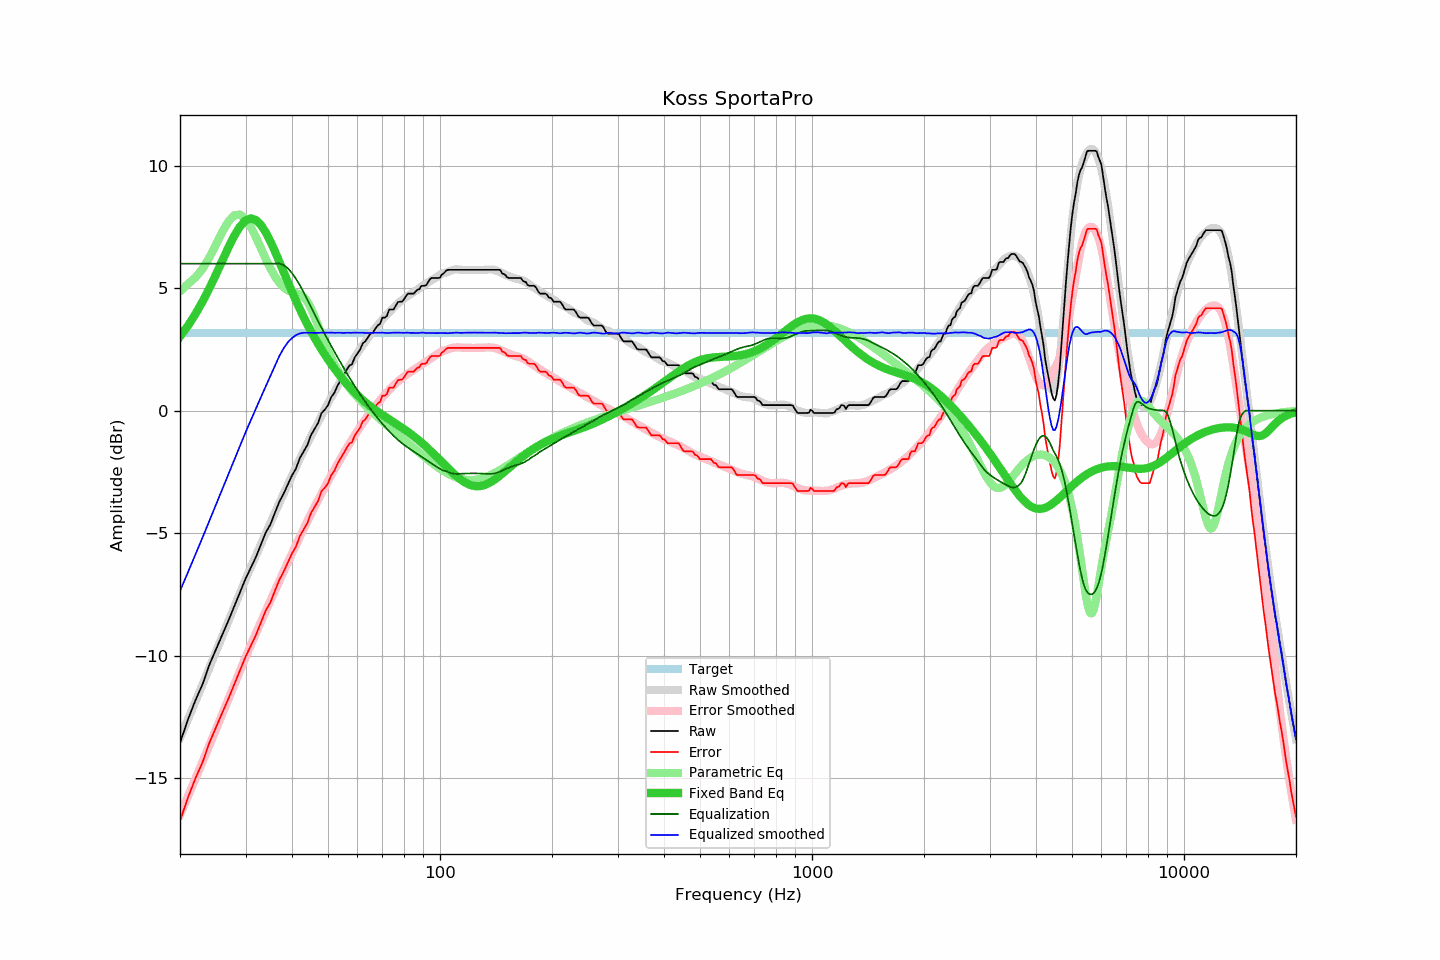 Koss SportaPro
Amplitude (dBr)
10
5
0
−5
−10
−15
Target
Raw Smoothed
Error Smoothed
Raw
Error
Parametric Eq
Fixed Band Eq
Equalization
Equalized smoothed
100
1000
10000
Frequency (Hz)